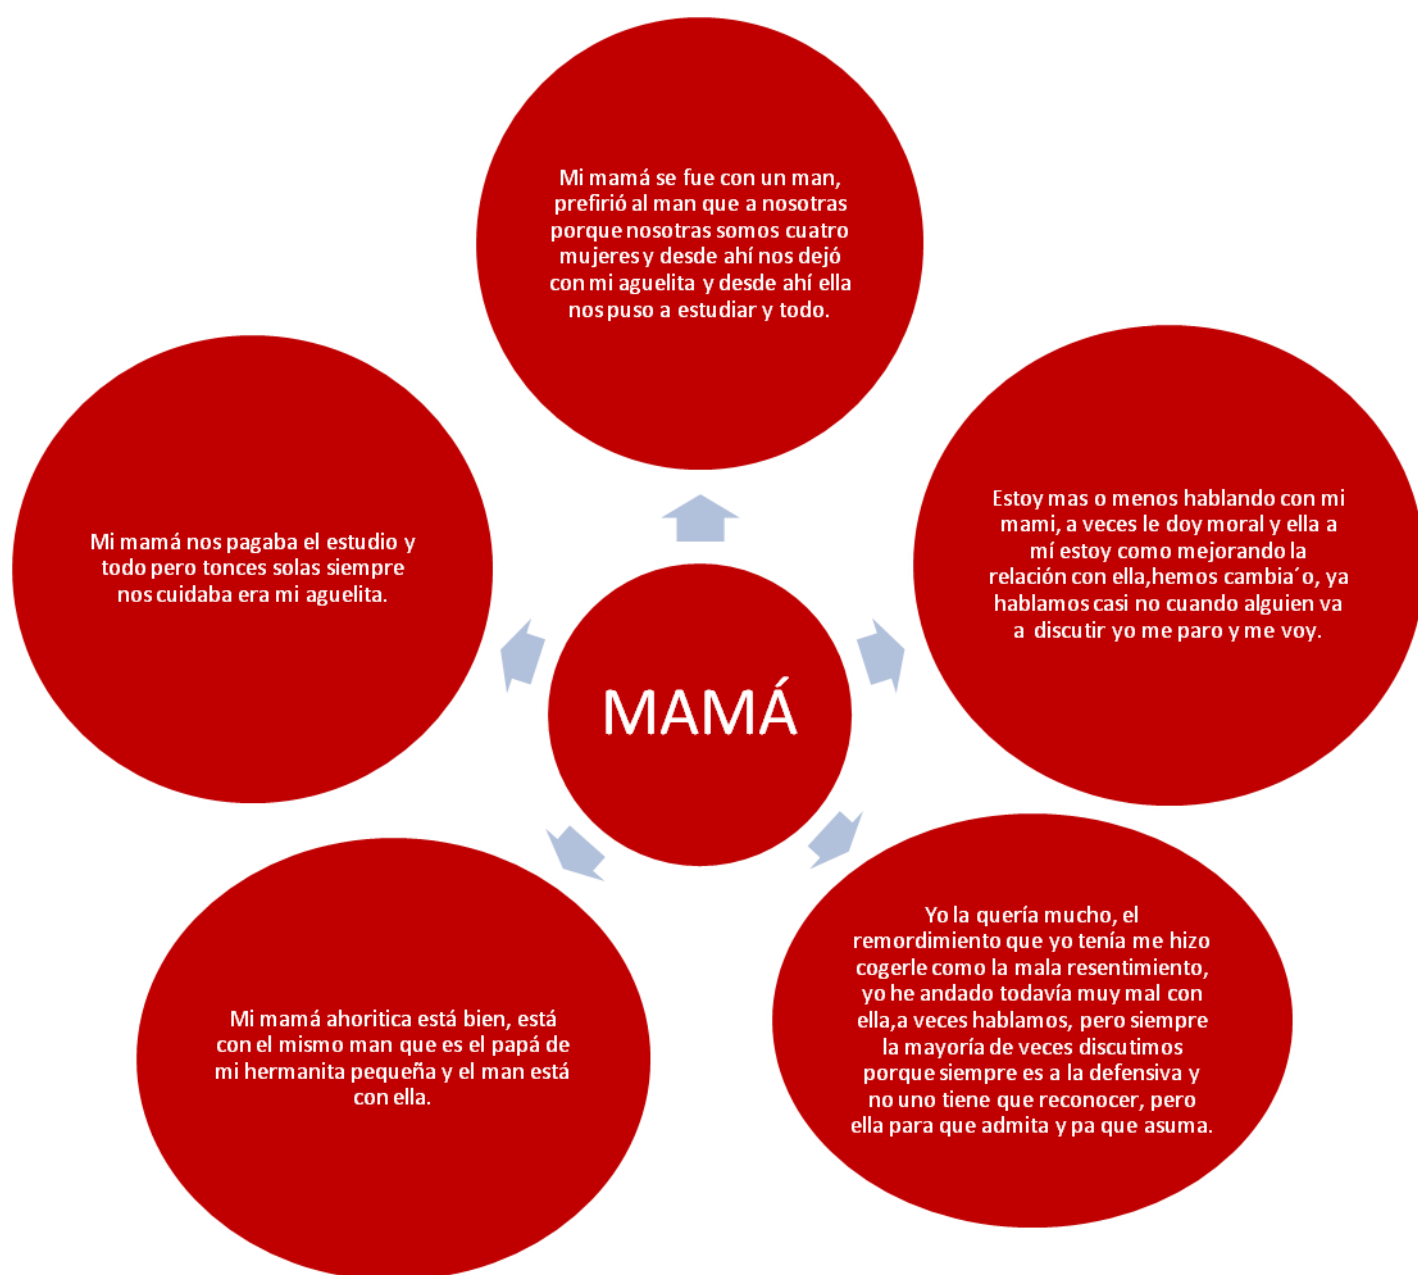 Mi mamá se fue con un man,
prefirió al man que a nosotras
porque nosotras somos cuatro
mujeres y desde ahí nos dejó
con mi aguelita y desde ahí ella
nos puso a estudiar y todo.
Estoy mas o menos hablando con mi
mami, a veces le doy moral y ella a
mí estoy como mejorando la
relación con ella,hemos cambia´o, ya
hablamos casi no cuando alguien va
a discutir yo me paro y me voy.
Yo la quería mucho, el
remordimiento que yo tenía me hizo
cogerle como la mala resentimiento,
yo he andado todavía muy mal con
ella,a veces hablamos, pero siempre
la mayoría de veces discutimos
porque siempre es a la defensiva y
no uno tiene que reconocer, pero
ella para que admita y pa que asuma.
Mi mamá ahoritica está bien, está
con el mismo man que es el papá de
mi hermanita pequeña y el man está
con ella.
Mi mamá nos pagaba el estudio y
todo pero tonces solas siempre
nos cuidaba era mi aguelita.
MAMÁ